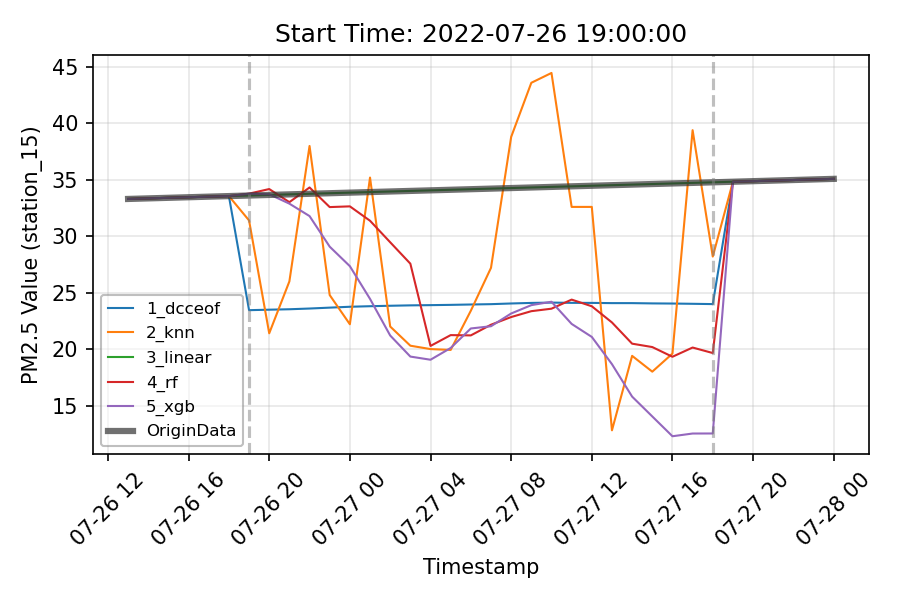 Start Time: 2022-07-26 19:00:00
PM2.5 Value (station_15)
45
40
35
30
25
20
15
1_dcceof
2_knn
3_linear
4_rf
5_xgb
OriginData
07-26 12
07-26 16
07-26 20
07-27 00
07-27 04
07-27 08
07-27 12
07-27 16
07-27 20
07-28 00
Timestamp